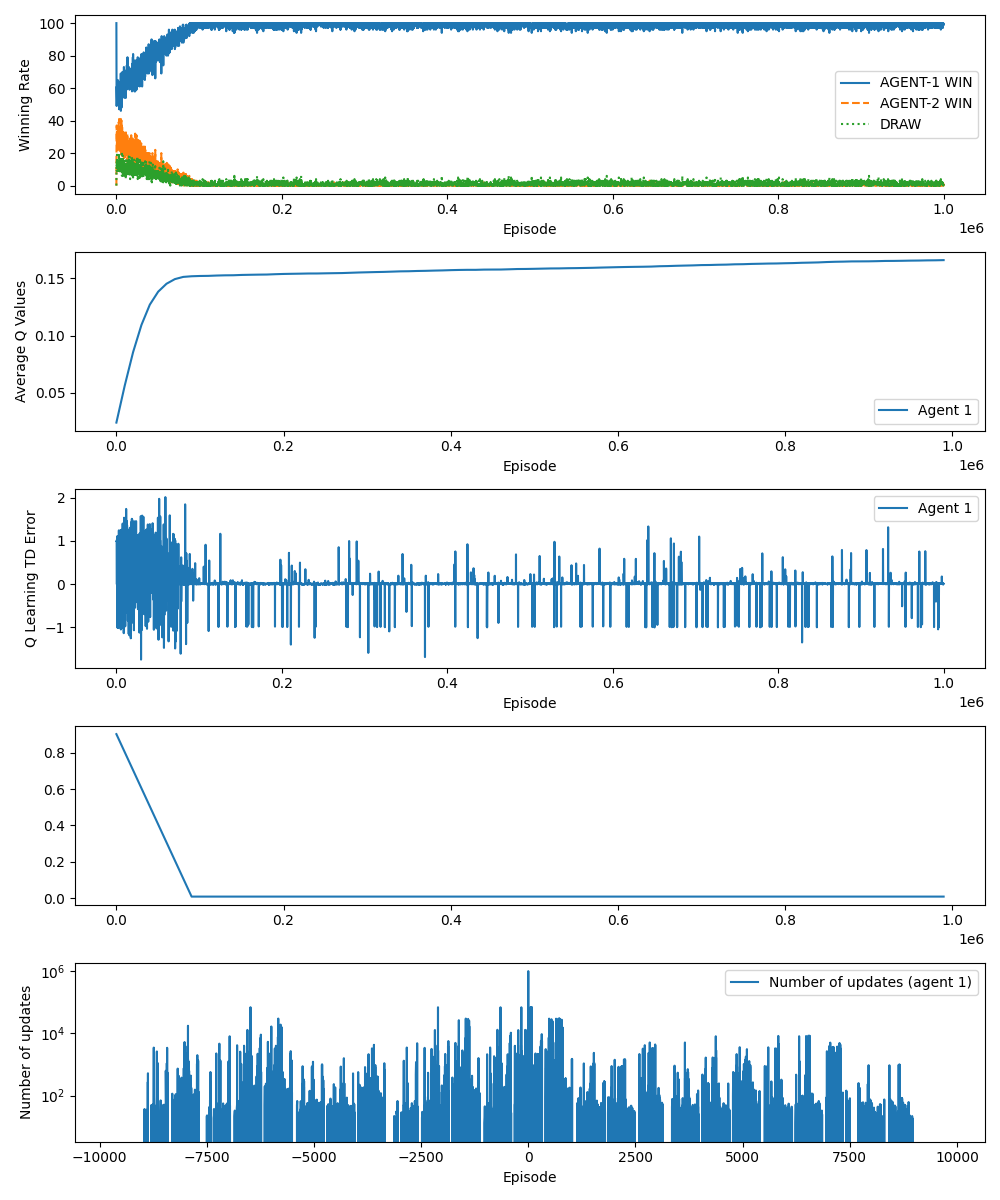 100
80
60
40
20
0
Winning Rate
AGENT-1 WIN
AGENT-2 WIN
DRAW
0.0 0.2 0.4 0.6 0.8 1.0
1e6
Episode
0.15
0.10
0.05
Average Q Values
Agent 1
0.0 0.2 0.4 0.6 0.8 1.0
1e6
Episode
2
1
0
−1
Q Learning TD Error
Agent 1
0.0 0.2 0.4 0.6 0.8 1.0
1e6
Episode
0.8
0.6
0.4
0.2
0.0
0.0 0.2 0.4 0.6 0.8 1.0
1e6
10^6
10^4
10^2
Number of updates
Number of updates (agent 1)
−10000 −7500 −5000 −2500 0 2500 5000 7500 10000
Episode